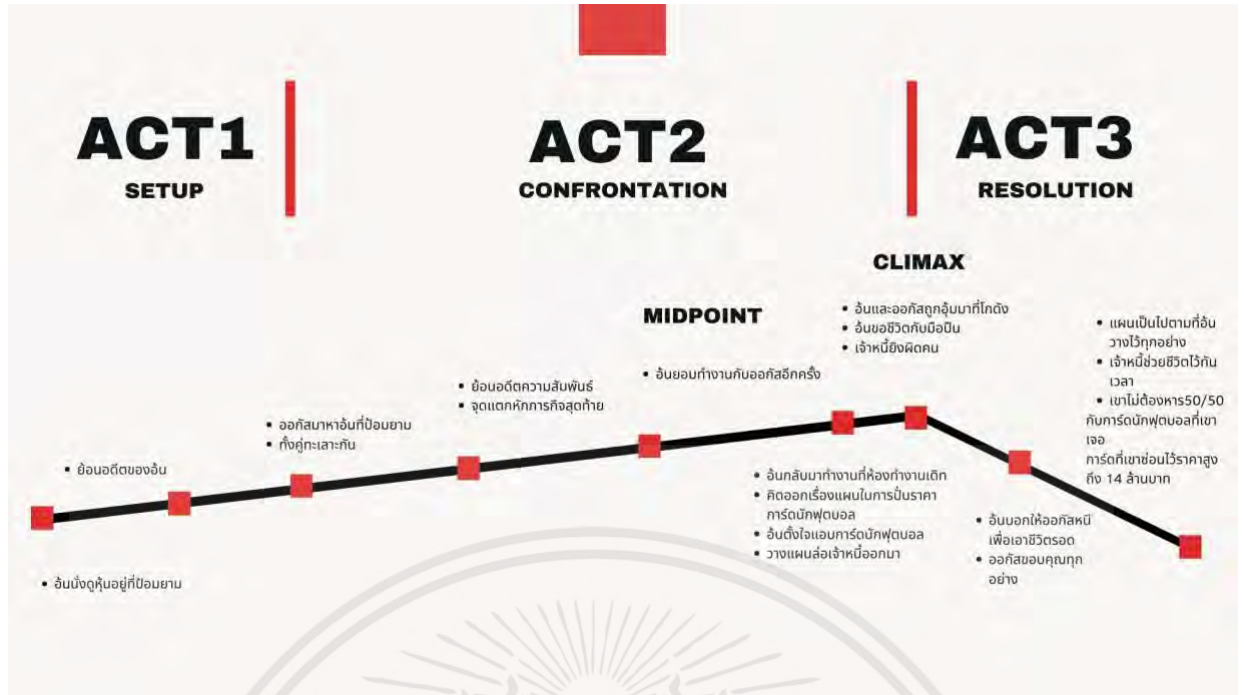 ACT1
SETUP
ACT2
CONFRONTATION
ACT3
RESOLUTION
• อ้นนั่งดูหุ้นอยู่ที่ป้อมยาม
• ย้อนอดีตของอ้น
• ออกัสมาหาอ้นที่ป้อมยาม
• ทั้งคู่ทะเลาะกัน
• ย้อนอดีตความสัมพันธ์
• จุดแตกหักภารกิจสุดท้าย
MIDPOINT
• อ้นยอมทำงานกับออกัสอีกครั้ง
• อ้นกลับมาทำงานที่ห้องทำงานเดิก
• คิดออกเรื่องแผนในการปั่นราคา
การ์ดนักฟุตบอล
• อ้นตั้งใจแอบการ์ดนักฟุตบอล
• วางแผนล่อเจ้าหนี้ออกมา
CLIMAX
• อ้นและออกัสถูกอุ้มมาที่โกดัง
• อ้นขอชีวิตกับมือปืน
• เจ้าหนี้ยิงผิดคน
• อ้นบอกให้ออกัสหนี
เพื่อเอาชีวิตรอด
• ออกัสขอบคุณทุก
อย่าง
• แผนเป็นไปตามที่อ้น
วางไว้ทุกอย่าง
• เจ้าหนี้ช่วยชีวิตไว้ทัน
เวลา
• เขาไม่ต้องหาร50/50
กับการ์ดนักฟุตบอลที่เขา
เจอ
การ์ดที่เขาซ่อนไว้ราคาสูง
ถึง 14 ล้านบาท